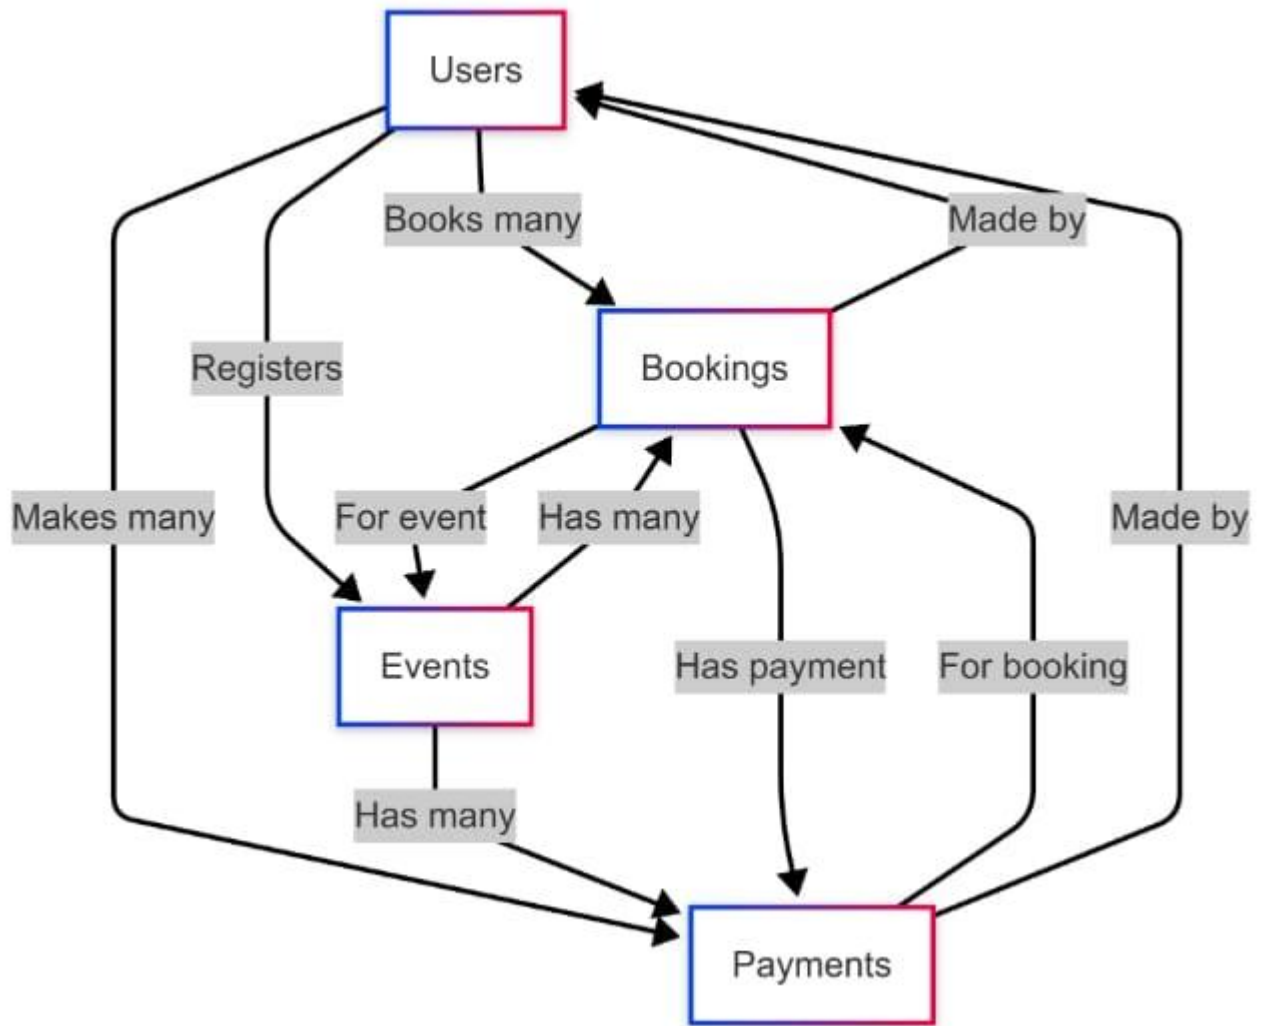 Users
Books many
Made by
Bookings
Registers
Makes many
For event
Has many
Made by
Events
Has payment
For booking
Has many
Payments